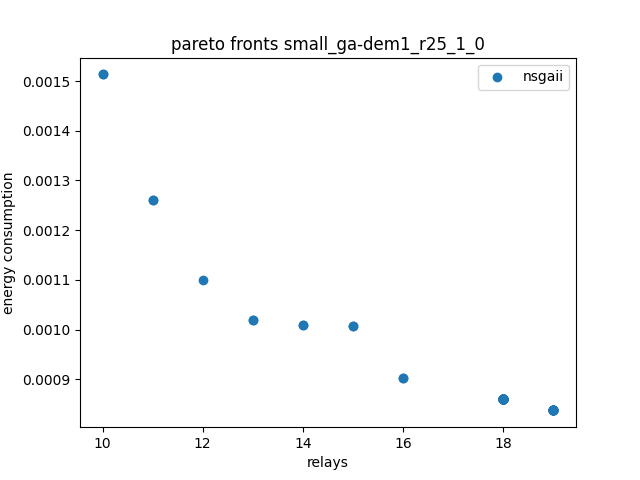 pareto fronts small_ga-dem1_r25_1_0
nsgaii
0.0015
0.0014
0.0013
0.0012
0.0011
0.0010
0.0009
energy consumption
10 12 14 16 18
relays